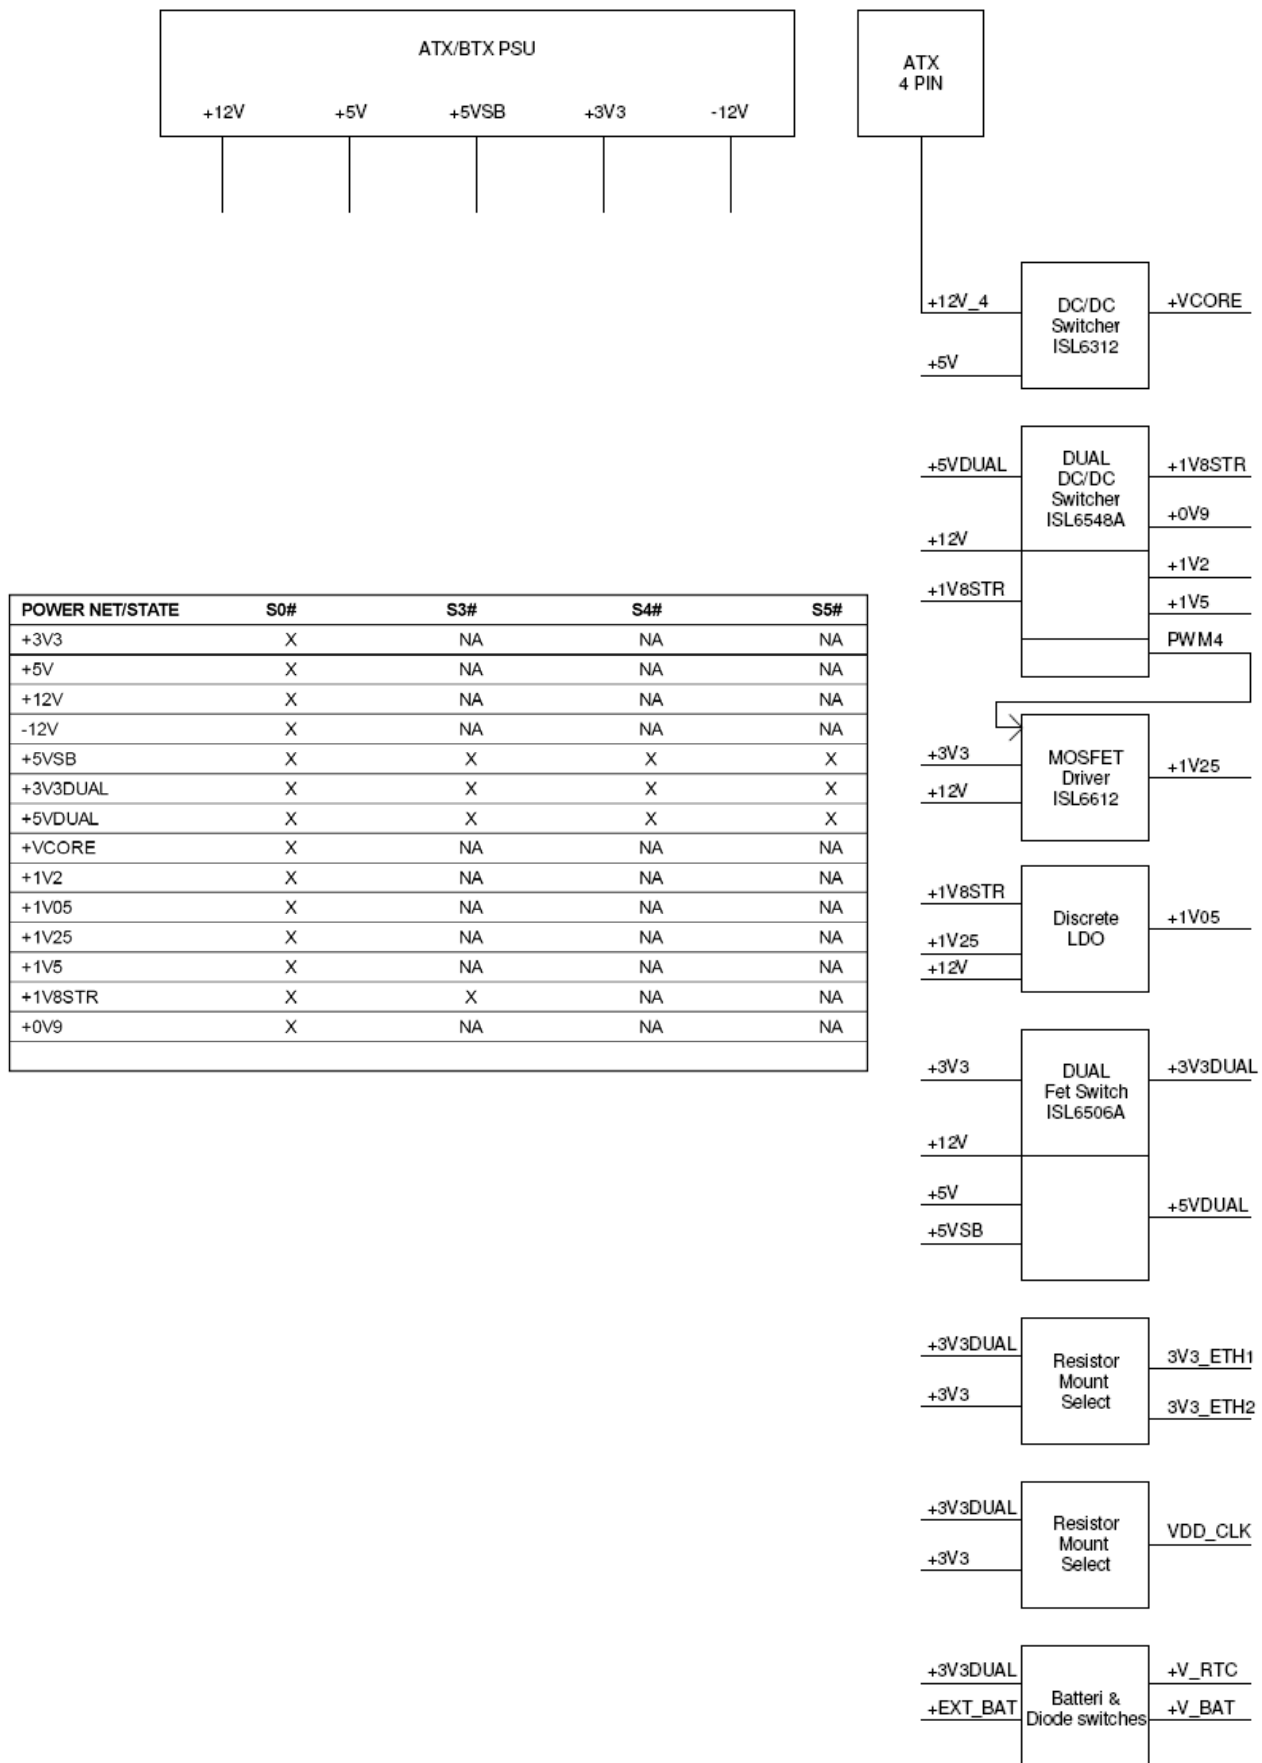 ATX/BTX PSU
+12V +5V +5VSB +3V3 -12V
ATX
4 PIN
+12V_4
+5V
DC/DC
Switcher
ISL6312
+VCORE
+5VDUAL
+12V
+1V8STR
DUAL
DC/DC
Switcher
ISL6548A
+1V8STR
+0V9
+1V2
+1V5
PWM4
+3V3
+12V
MOSFET
Driver
ISL6612
+1V25
+1V8STR
+1V25
+12V
Discrete
LDO
+1V05
+3V3
+12V
+5V
+5VSB
DUAL
Fet Switch
ISL6506A
+3V3DUAL
+5VDUAL
+3V3DUAL
+3V3
Resistor
Mount
Select
3V3_ETH1
3V3_ETH2
+3V3DUAL
+3V3
Resistor
Mount
Select
VDD_CLK
+3V3DUAL
+EXT_BAT
Batteri &
Diode switches
+V_RTC
+V_BAT
POWER NET/STATE S0# S3# S4# S5#
+3V3 X NA NA NA
+5V X NA NA NA
+12V X NA NA NA
-12V X NA NA NA
+5VSB X X X X
+3V3DUAL X X X X
+5VDUAL X X X X
+VCORE X NA NA NA
+1V2 X NA NA NA
+1V05 X NA NA NA
+1V25 X NA NA NA
+1V5 X NA NA NA
+1V8STR X X NA NA
+0V9 X NA NA NA